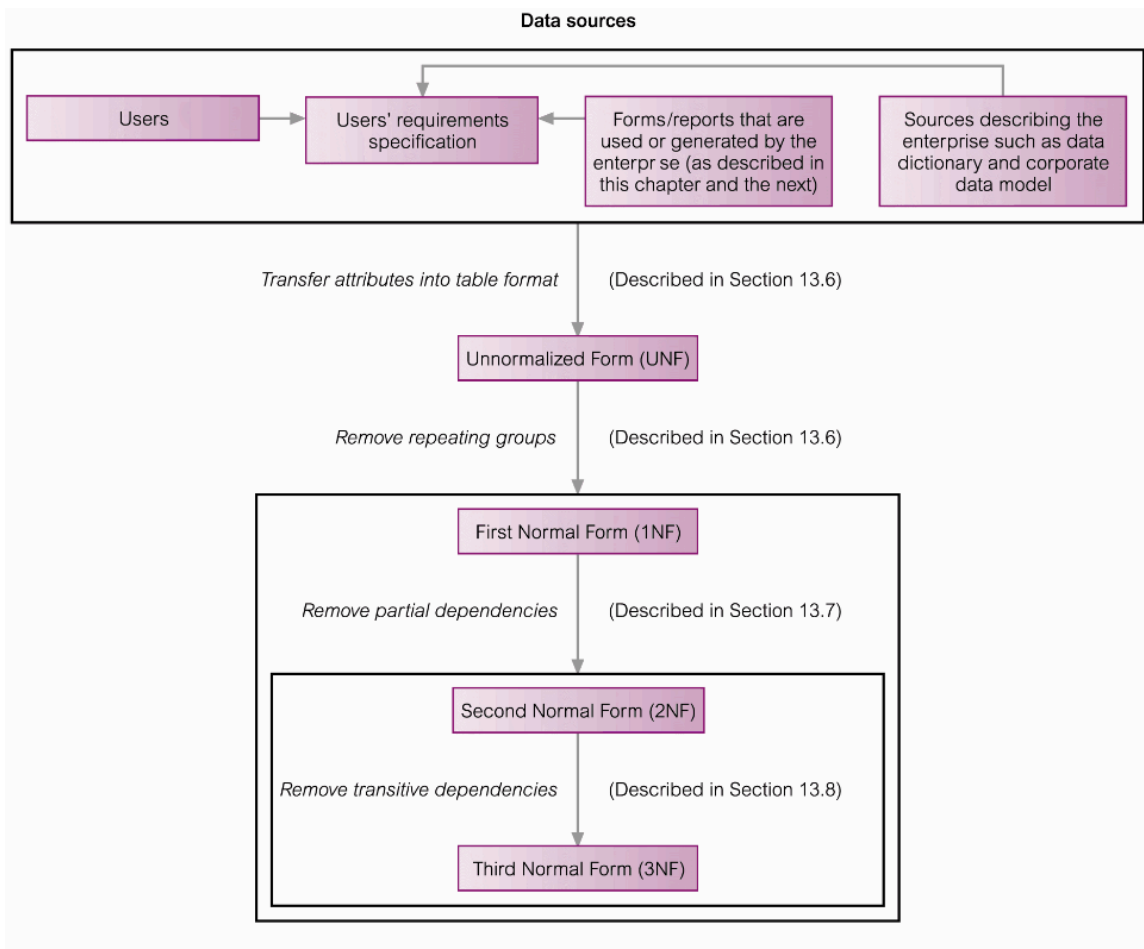 Data sources
Users
Users' requirements
specification
Forms/reports that are
used or generated by the
enterpr se (as described in
this chapter and the next)
Sources describing the
enterprise such as data
dictionary and corporate
data model
Transfer attributes into table format
(Described in Section 13.6)
Unnormalized Form (UNF)
Remove repeating groups
(Described in Section 13.6)
First Normal Form (1NF)
Remove partial dependencies
(Described in Section 13.7)
Second Normal Form (2NF)
Remove transitive dependencies
(Described in Section 13.8)
Third Normal Form (3NF)